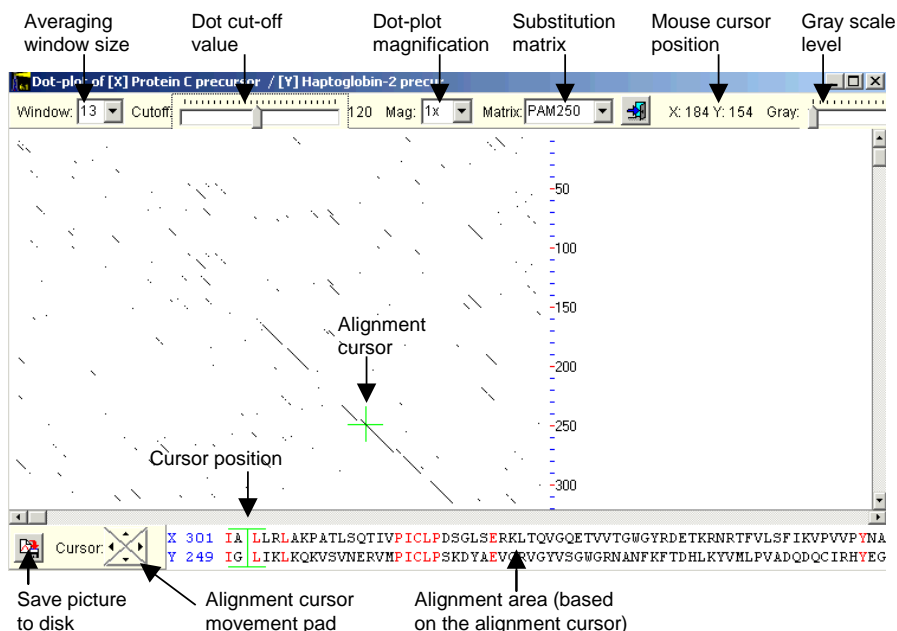 Averaging window size
Dot cut-off value
Dot-plot magnification
Substitution matrix
Mouse cursor position
Gray scale level
Dot-plot of [X] Protein C precursor / [Y] Haptoglobin-2 precur
Window: 13 Cutoff: 120 Mag: 1x Matrix: PAM250 X: 184 Y: 154 Gray:
-50
-100
-150
Alignment cursor
-200
-250
Cursor position
-300
Cursor:
X 301 IA LLRLAKPATLSQTIVPICLPDSGLSERKLTQVGQETVVTGWGYRDETKRNRTFVLSFIKVPVVPYNA
Y 249 IG LIKLKQKVSVNERVMPICLPSKDYAEVGRVGYVSGWGRNANFKFTDHLKYVMLPVADQDQCIRHYEG
Save picture to disk
Alignment cursor movement pad
Alignment area (based on the alignment cursor)